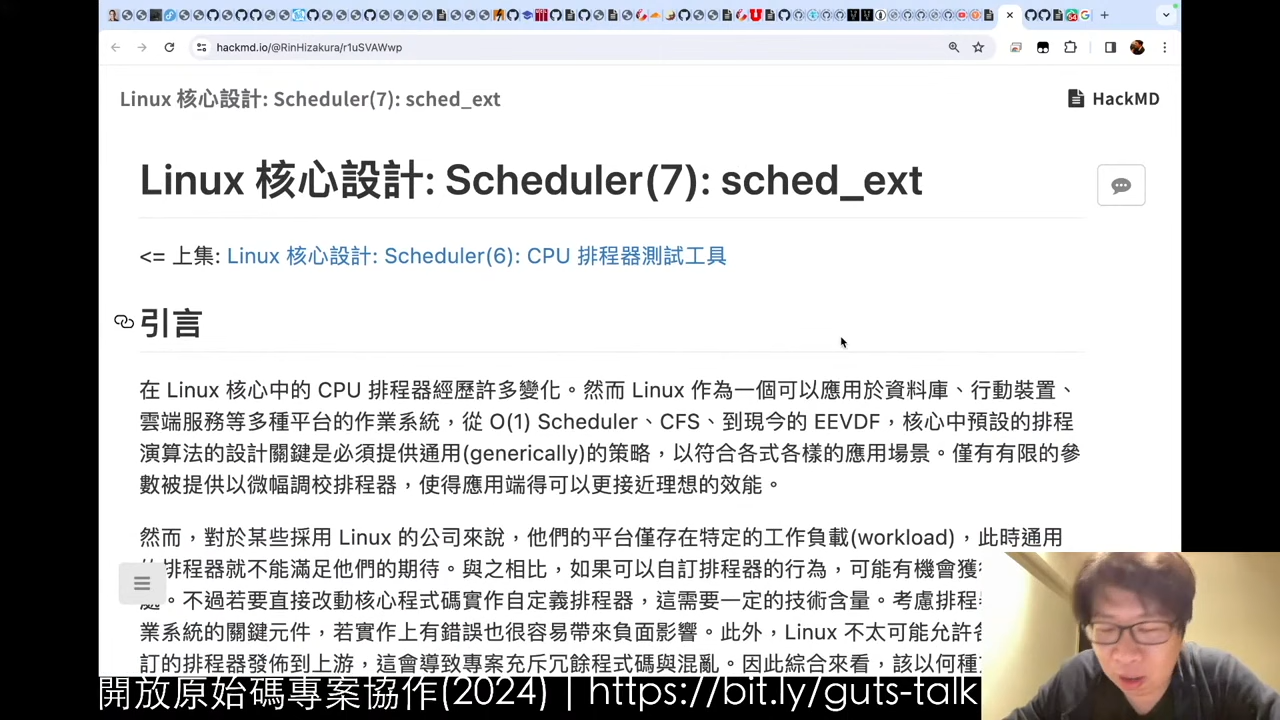 hackmd.io/@RinHizakura/r1uSVAWwp
Linux 核心設計: Scheduler(7): sched_ext
HackMD
Linux 核心設計: Scheduler(7): sched_ext
<= 上集: Linux 核心設計: Scheduler(6): CPU 排程器測試工具
引言
在 Linux 核心中的 CPU 排程器經歷許多變化。然而 Linux 作為一個可以應用於資料庫、行動裝置、
雲端服務等多種平台的作業系統，從 O(1) Scheduler、CFS、到現今的 EEVDF，核心中預設的排程
演算法的設計關鍵是必須提供通用(generically)的策略，以符合各式各樣的應用場景。僅有有限的參
數被提供以微幅調校排程器，使得應用端得可以更接近理想的效能。
然而，對於某些採用 Linux 的公司來說，他們的平台僅存在特定的工作負載(workload)，此時通用
排程器就不能滿足他們的期待。與之相比，如果可以自訂排程器的行為，可能有機會獲
。不過若要直接改動核心程式碼實作自定義排程器，這需要一定的技術含量。考慮排程
業系統的關鍵元件，若實作上有錯誤也很容易帶來負面影響。此外，Linux 不太可能允許
訂的排程器發佈到上游，這會導致專案充斥冗餘程式碼與混亂。因此綜合來看，該以何種
開放原始碼專案協作(2024) | https://bit.ly/guts-talk